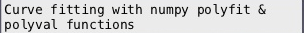 Curve fitting with numpy polyfit &
polyval functions